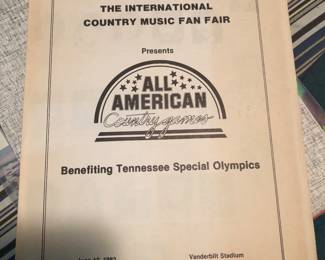 THE INTERNATIONAL
COUNTRY MUSIC FAN FAIR
Presents
ALL
AMERICAN
Country games
Benefiting Tennessee Special Olympics
Vanderbilt Stadium